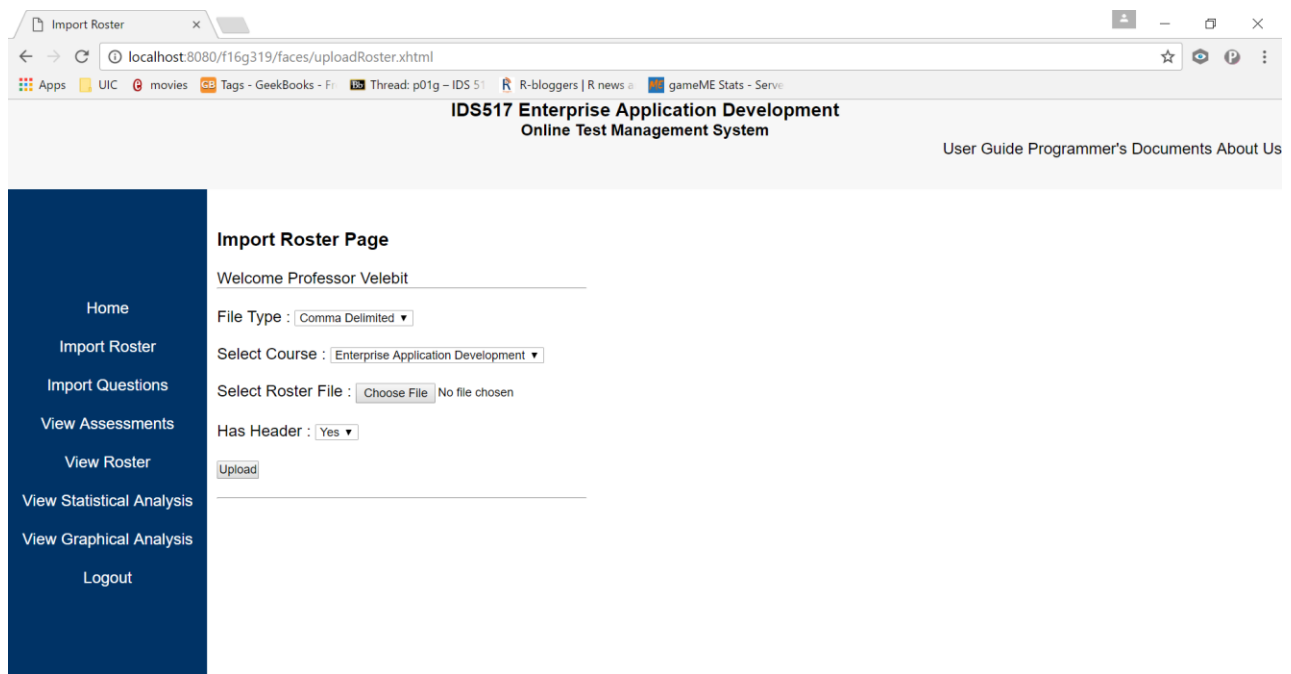 Import Roster
localhost:8080/f16g319/faces/uploadRoster.xhtml
Apps UIC movies GB Tags - GeekBooks - Fr Bb Thread: p01g – IDS 51 R R-bloggers | R news a ME gameME Stats - Serve
IDS517 Enterprise Application Development
Online Test Management System
User Guide Programmer's Documents About Us
Import Roster Page
Welcome Professor Velebit
File Type : Comma Delimited
Select Course : Enterprise Application Development
Select Roster File : Choose File No file chosen
Has Header : Yes
Upload
Home
Import Roster
Import Questions
View Assessments
View Roster
View Statistical Analysis
View Graphical Analysis
Logout